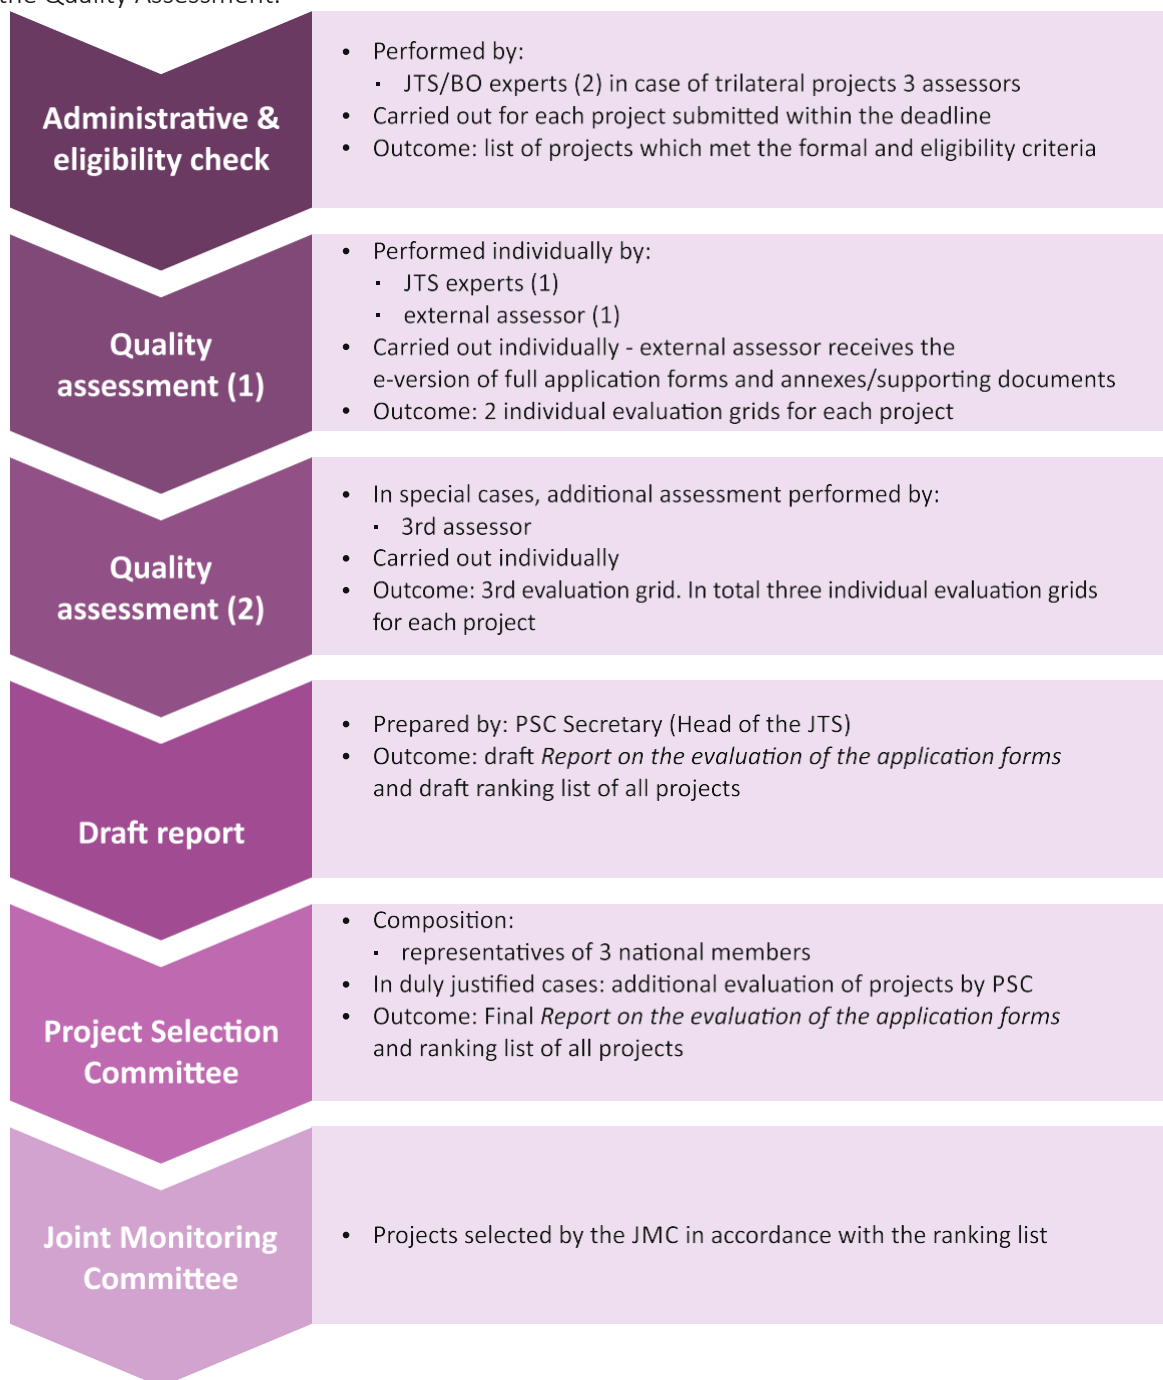 the Quality Assessment.
Administrative &
eligibility check
• Performed by:
▪ JTS/BO experts (2) in case of trilateral projects 3 assessors
• Carried out for each project submitted within the deadline
• Outcome: list of projects which met the formal and eligibility criteria
Quality
assessment (1)
• Performed individually by:
▪ JTS experts (1)
▪ external assessor (1)
• Carried out individually - external assessor receives the
e-version of full application forms and annexes/supporting documents
• Outcome: 2 individual evaluation grids for each project
Quality
assessment (2)
• In special cases, additional assessment performed by:
▪ 3rd assessor
• Carried out individually
• Outcome: 3rd evaluation grid. In total three individual evaluation grids
for each project
Draft report
• Prepared by: PSC Secretary (Head of the JTS)
• Outcome: draft Report on the evaluation of the application forms
and draft ranking list of all projects
Project Selection
Committee
• Composition:
▪ representatives of 3 national members
• In duly justified cases: additional evaluation of projects by PSC
• Outcome: Final Report on the evaluation of the application forms
and ranking list of all projects
Joint Monitoring
Committee
• Projects selected by the JMC in accordance with the ranking list